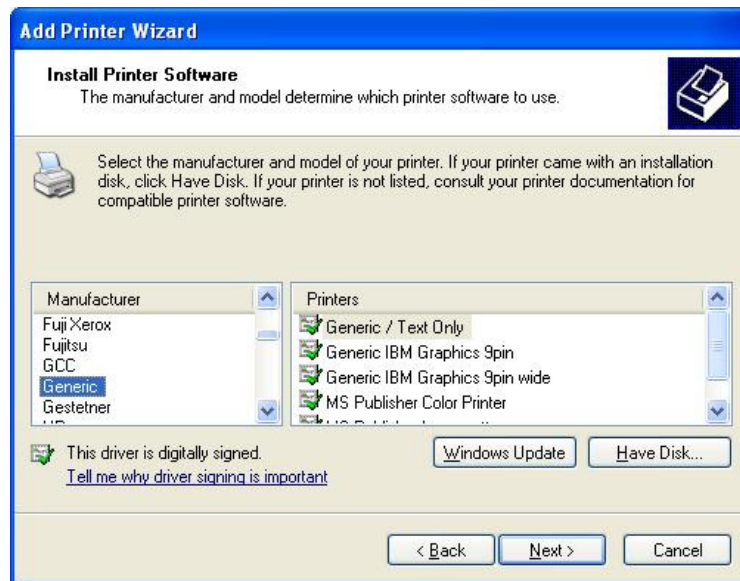 Add Printer Wizard
Install Printer Software
The manufacturer and model determine which printer software to use.
Select the manufacturer and model of your printer. If your printer came with an installation
disk, click Have Disk. If your printer is not listed, consult your printer documentation for
compatible printer software.
Manufacturer
Fuji Xerox
Fujitsu
GCC
Generic
Gestetner
Printers
Generic / Text Only
Generic IBM Graphics 9pin
Generic IBM Graphics 9pin wide
MS Publisher Color Printer
This driver is digitally signed.
Tell me why driver signing is important
Windows Update
Have Disk...
< Back
Next >
Cancel